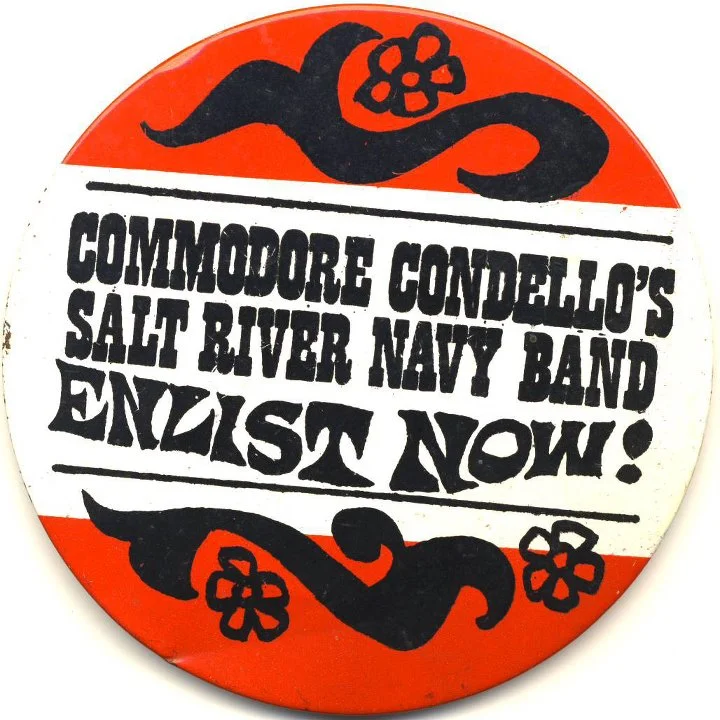 COMMODORE CONDELLO'S
SALT RIVER NAVY BAND
ENLIST NOW!